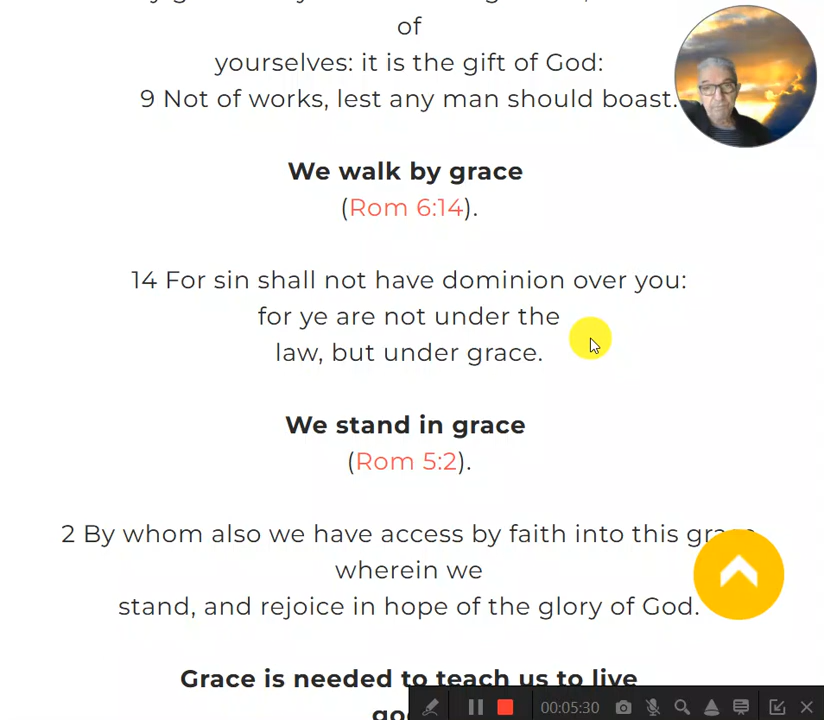 of
yourselves: it is the gift of God:
9 Not of works, lest any man should boast.
We walk by grace
(Rom 6:14).
14 For sin shall not have dominion over you:
for ye are not under the
law, but under grace.
We stand in grace
(Rom 5:2).
2 By whom also we have access by faith into this grace
wherein we
stand, and rejoice in hope of the glory of God.
Grace is needed to teach us to live
00:05:30